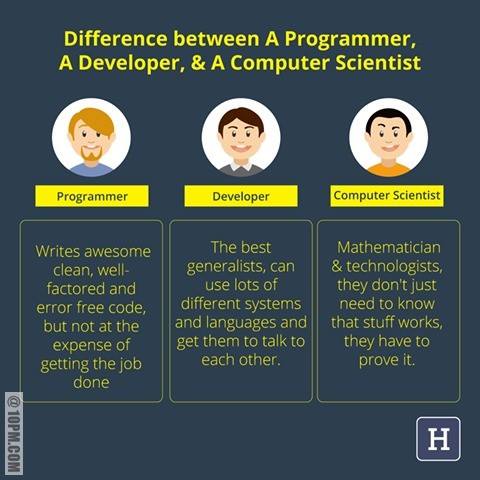 Difference between A Programmer,
A Developer, & A Computer Scientist
Programmer
Developer
Computer Scientist
Writes awesome
clean, well-
factored and
error free code,
but not at the
expense of
getting the job
done
The best
generalists, can
use lots of
different systems
and languages and
get them to talk to
each other.
Mathematician
& technologists,
they don't just
need to know
that stuff works,
they have to
prove it.
@10PM.COM
H